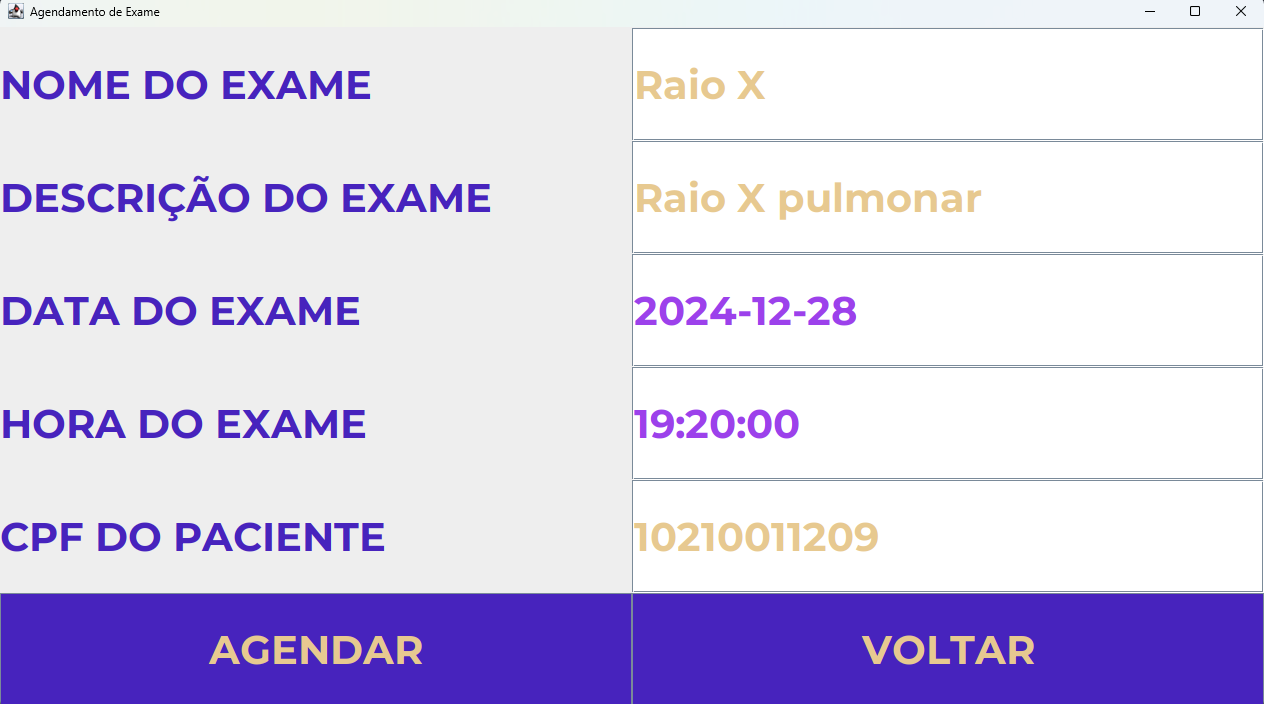 Agendamento de Exame
NOME DO EXAME
Raio X
DESCRIÇÃO DO EXAME
Raio X pulmonar
DATA DO EXAME
2024-12-28
HORA DO EXAME
19:20:00
CPF DO PACIENTE
10210011209
AGENDAR
VOLTAR